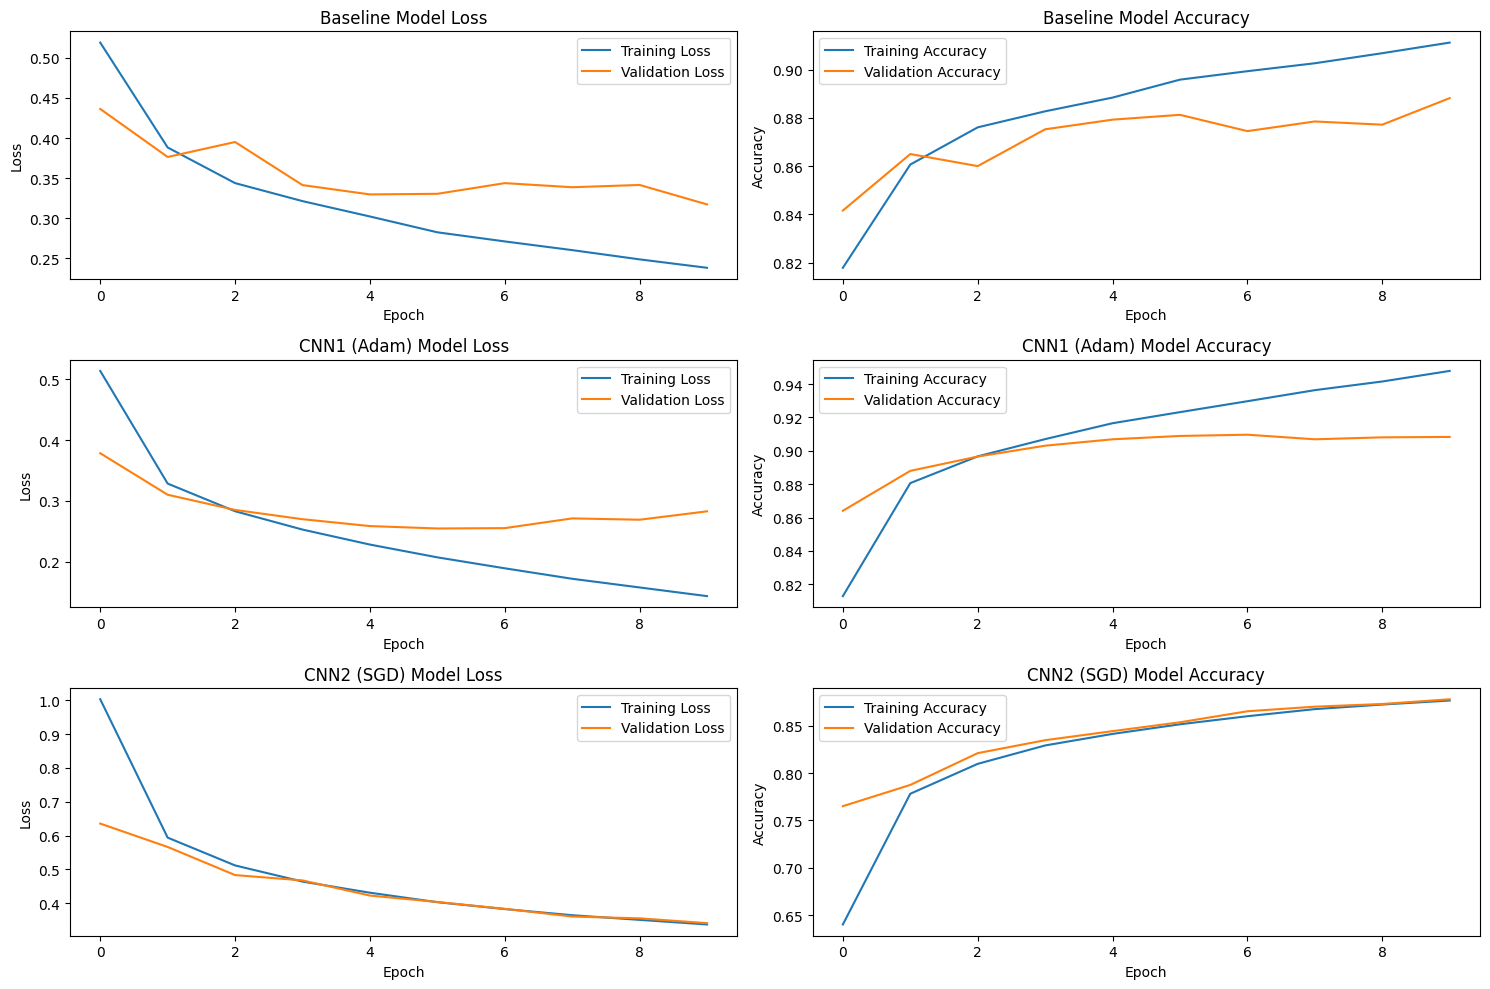 Baseline Model Loss
Loss
0.50
0.45
0.40
0.35
0.30
0.25
Training Loss
Validation Loss
0 2 4 6 8
Epoch
Baseline Model Accuracy
Accuracy
0.90
0.88
0.86
0.84
0.82
Training Accuracy
Validation Accuracy
0 2 4 6 8
Epoch
CNN1 (Adam) Model Loss
Loss
0.5
0.4
0.3
0.2
Training Loss
Validation Loss
0 2 4 6 8
Epoch
CNN1 (Adam) Model Accuracy
Accuracy
0.94
0.92
0.90
0.88
0.86
0.84
0.82
Training Accuracy
Validation Accuracy
0 2 4 6 8
Epoch
CNN2 (SGD) Model Loss
Loss
1.0
0.9
0.8
0.7
0.6
0.5
0.4
Training Loss
Validation Loss
0 2 4 6 8
Epoch
CNN2 (SGD) Model Accuracy
Accuracy
0.85
0.80
0.75
0.70
0.65
Training Accuracy
Validation Accuracy
0 2 4 6 8
Epoch